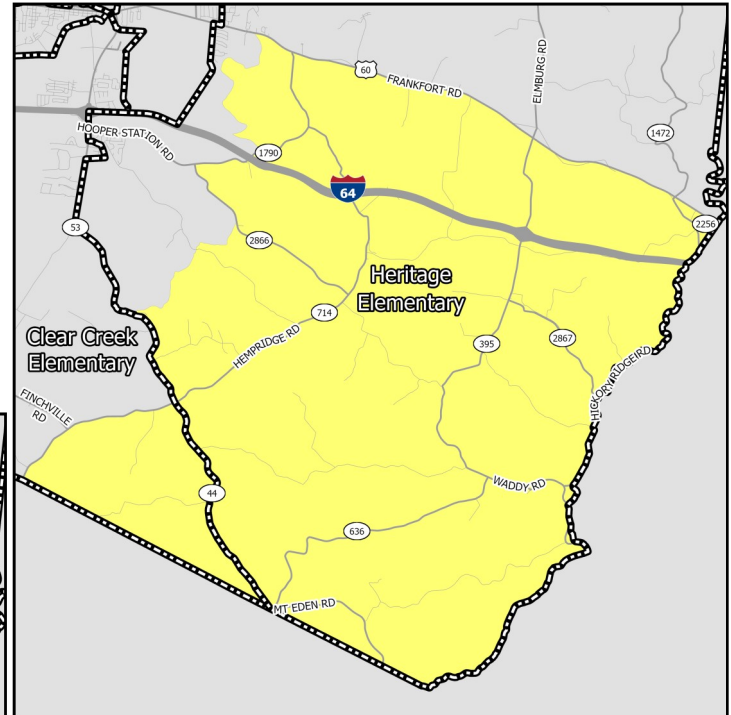 60
FRANKFORT RD
ELMBURG RD
1472
HOOPER STATION RD
1790
64
2256
53
2866
Heritage
Elementary
714
Clear Creek
Elementary
HEMPRIDGE RD
395
2867
HICKORY RIDGE RD
FINCHVILLE
RD
WADDY RD
44
636
MT EDEN RD